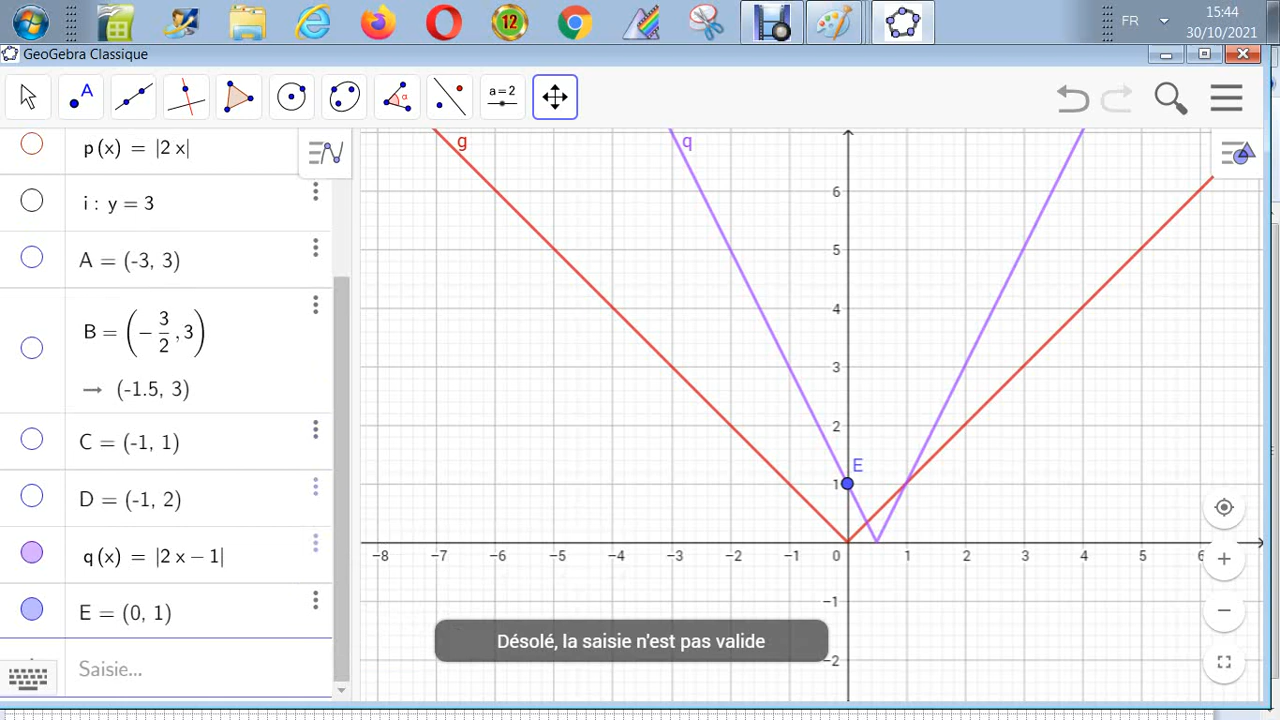 12
FR
15:44
30/10/2021
GeoGebra Classique
A
α
a=2
p(x) = |2 x|
i : y = 3
A = (-3, 3)
B = (-3/2, 3)
→ (-1.5, 3)
C = (-1, 1)
D = (-1, 2)
q(x) = |2 x − 1|
E = (0, 1)
Saisie...
g
q
E
6
5
4
3
2
1
−1
−2
−8 −7 −6 −5 −4 −3 −2 −1 0 1 2 3 4 5 6
Désolé, la saisie n'est pas valide